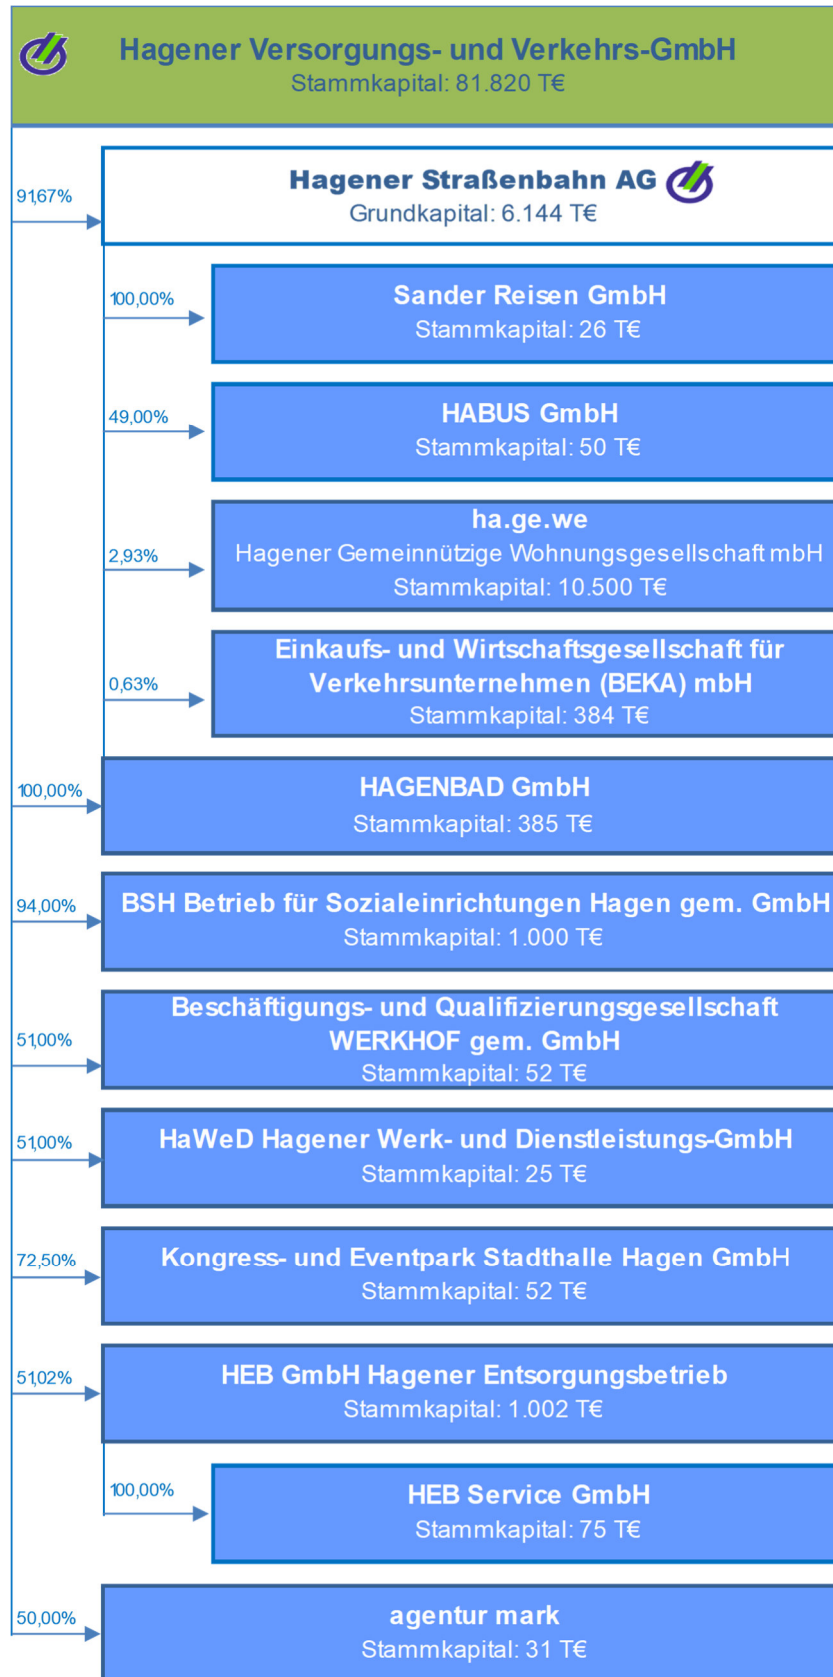 Hagener Versorgungs- und Verkehrs-GmbH
Stammkapital: 81.820 T€
91,67%
Hagener Straßenbahn AG
Grundkapital: 6.144 T€
100,00%
Sander Reisen GmbH
Stammkapital: 26 T€
49,00%
HABUS GmbH
Stammkapital: 50 T€
2,93%
ha.ge.we
Hagener Gemeinnützige Wohnungsgesellschaft mbH
Stammkapital: 10.500 T€
0,63%
Einkaufs- und Wirtschaftsgesellschaft für
Verkehrsunternehmen (BEKA) mbH
Stammkapital: 384 T€
100,00%
HAGENBAD GmbH
Stammkapital: 385 T€
94,00%
BSH Betrieb für Sozialeinrichtungen Hagen gem. GmbH
Stammkapital: 1.000 T€
51,00%
Beschäftigungs- und Qualifizierungsgesellschaft
WERKHOF gem. GmbH
Stammkapital: 52 T€
51,00%
HaWeD Hagener Werk- und Dienstleistungs-GmbH
Stammkapital: 25 T€
72,50%
Kongress- und Eventpark Stadthalle Hagen GmbH
Stammkapital: 52 T€
51,02%
HEB GmbH Hagener Entsorgungsbetrieb
Stammkapital: 1.002 T€
100,00%
HEB Service GmbH
Stammkapital: 75 T€
50,00%
agentur mark
Stammkapital: 31 T€